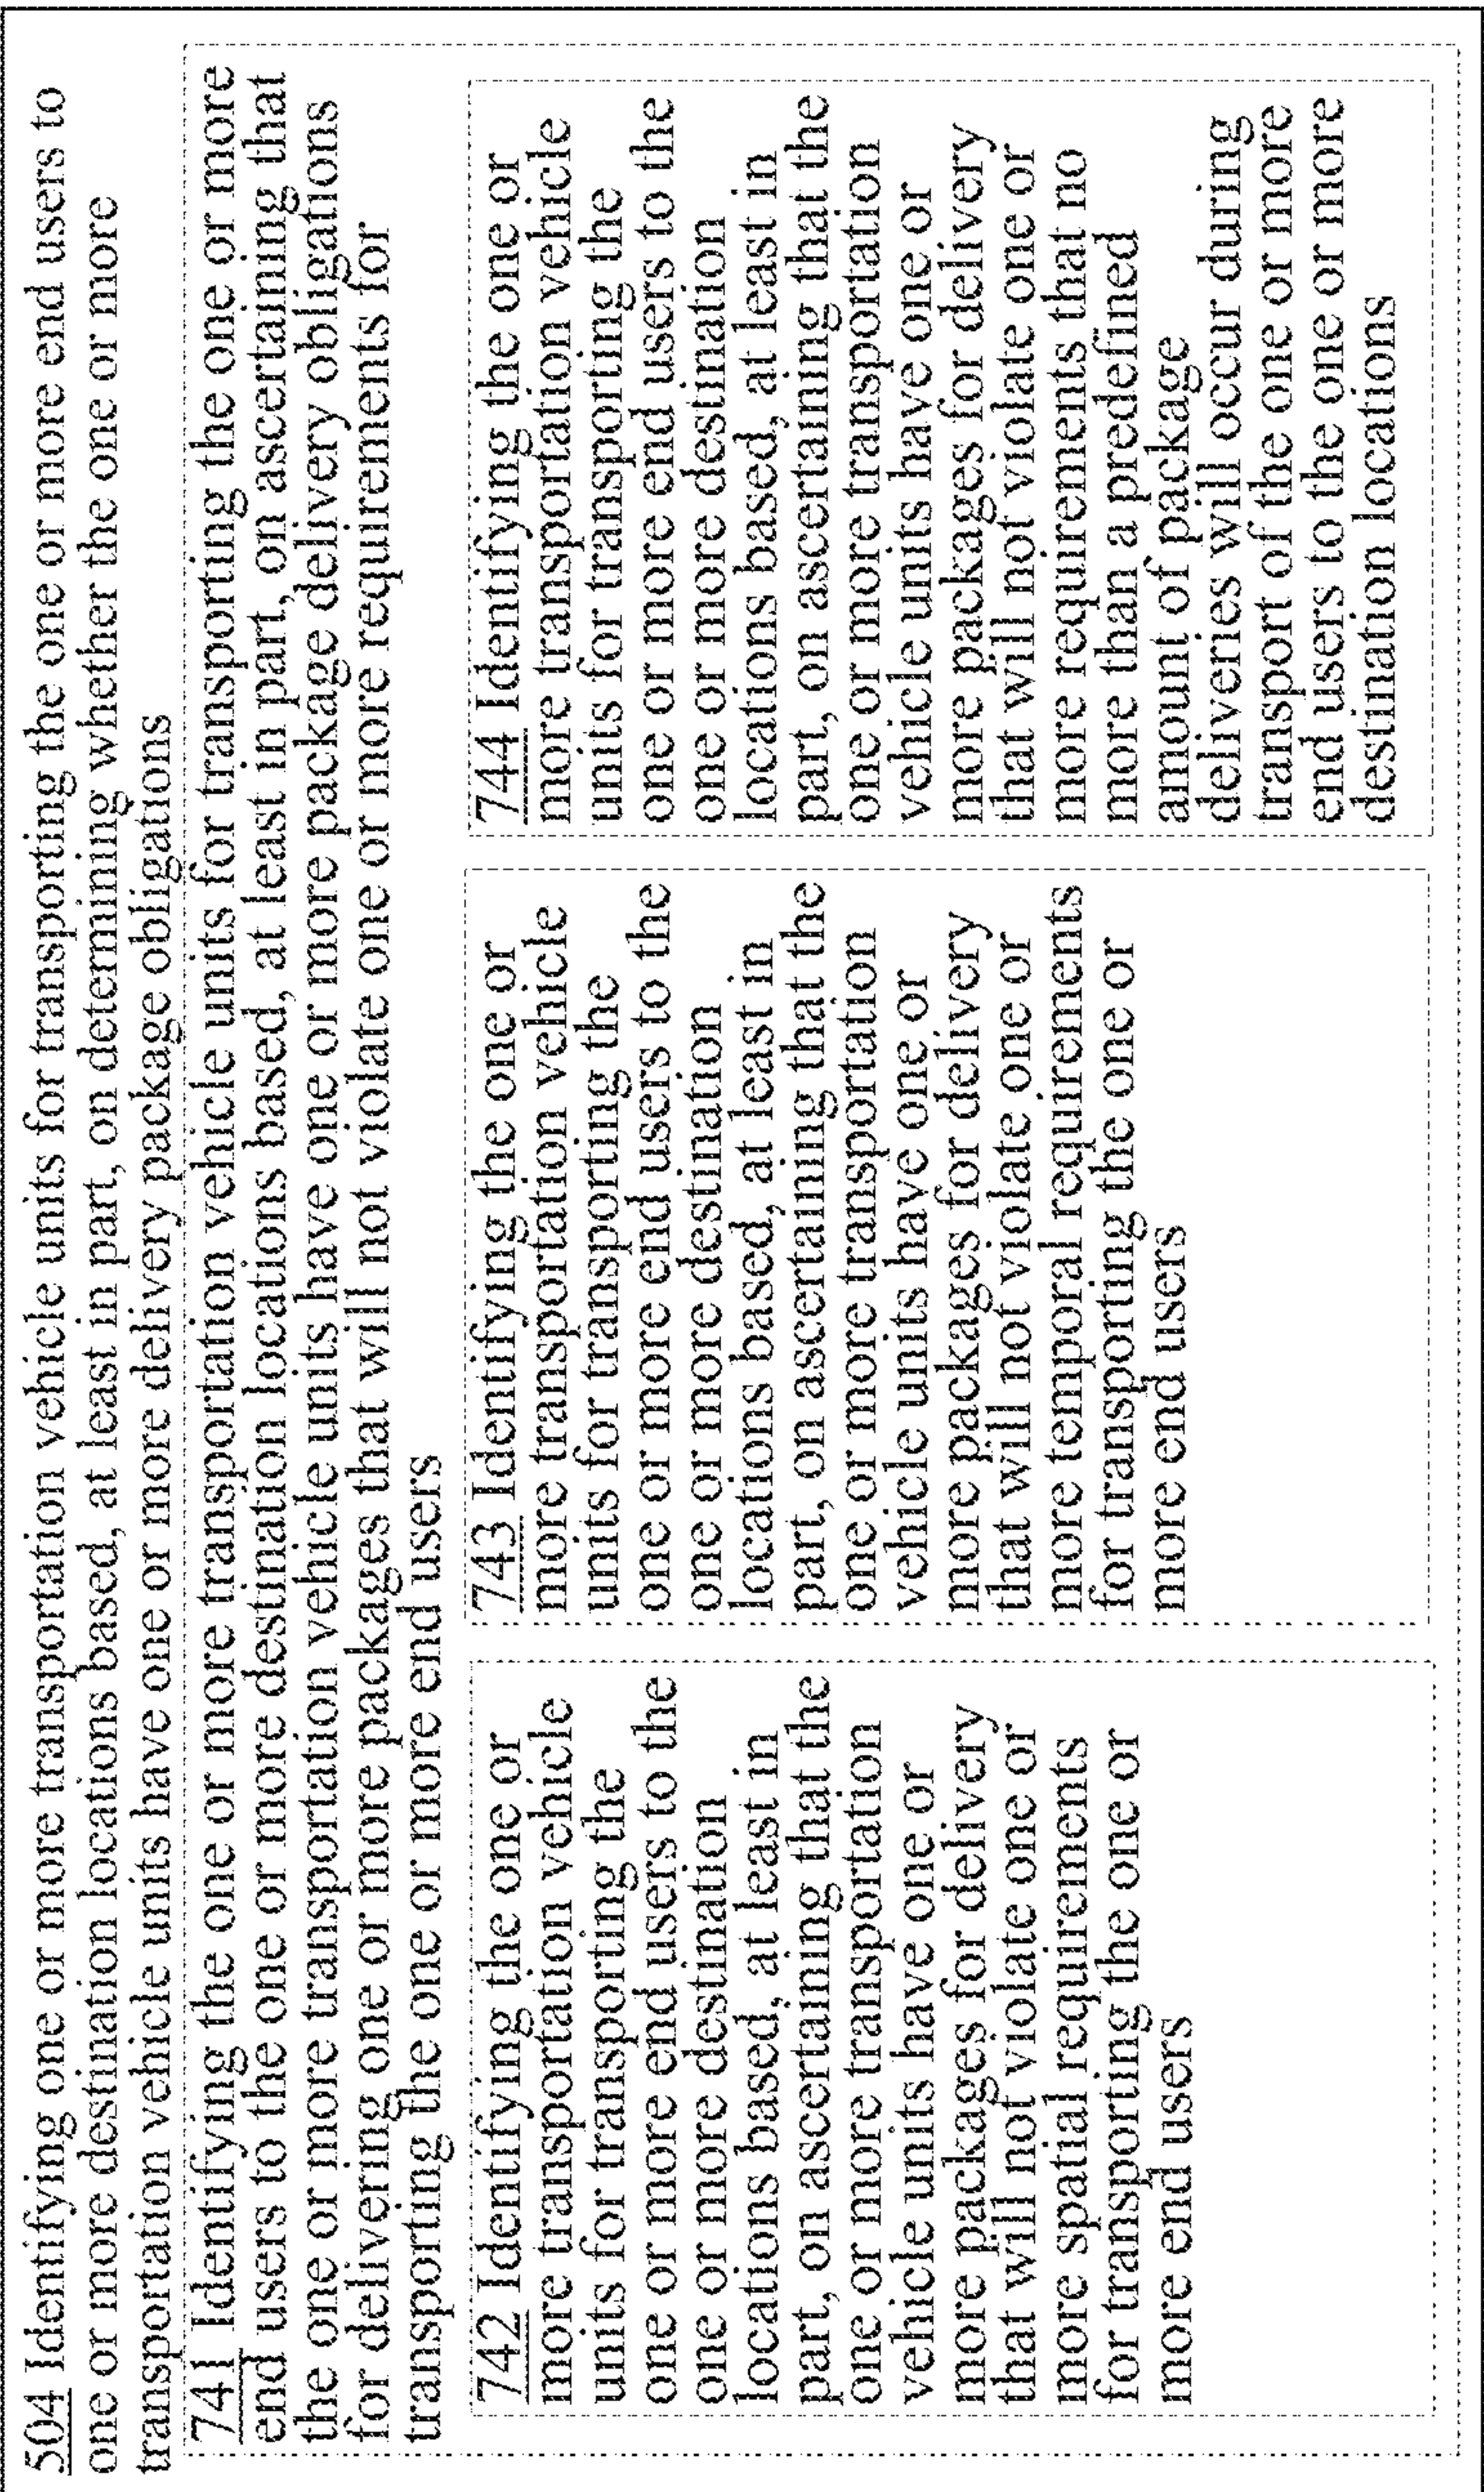 504 Identifying one or more transportation vehicle units for transporting the one or more end users to
one or more destination locations based, at least in part, on determining whether the one or more
transportation vehicle units have one or more delivery package obligations
741 Identifying the one or more transportation vehicle units for transporting the one or more
end users to the one or more destination locations based, at least in part, on ascertaining that
the one or more transportation vehicle units have one or more package delivery obligations
for delivering one or more packages that will not violate one or more requirements for
transporting the one or more end users
742 Identifying the one or
more transportation vehicle
units for transporting the
one or more end users to the
one or more destination
locations based, at least in
part, on ascertaining that the
one or more transportation
vehicle units have one or
more packages for delivery
that will not violate one or
more spatial requirements
for transporting the one or
more end users
743 Identifying the one or
more transportation vehicle
units for transporting the
one or more end users to the
one or more destination
locations based, at least in
part, on ascertaining that the
one or more transportation
vehicle units have one or
more packages for delivery
that will not violate one or
more temporal requirements
for transporting the one or
more end users
744 Identifying the one or
more transportation vehicle
units for transporting the
one or more end users to the
one or more destination
locations based, at least in
part, on ascertaining that the
one or more transportation
vehicle units have one or
more packages for delivery
that will not violate one or
more requirements that no
more than a predefined
amount of package
deliveries will occur during
transport of the one or more
end users to the one or more
destination locations